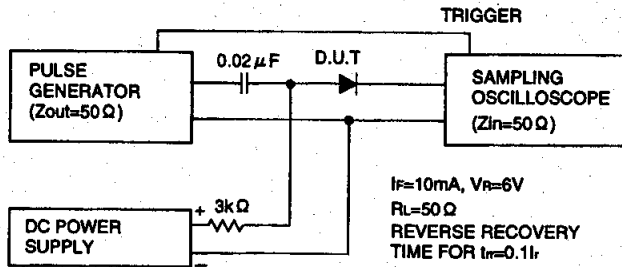 TRIGGER
0.02μF
D.U.T
PULSE
GENERATOR
(Zout=50Ω)
SAMPLING
OSCILLOSCOPE
(Zin=50Ω)
+ 3kΩ
DC POWER
SUPPLY
−
IF=10mA, VR=6V
RL=50Ω
REVERSE RECOVERY
TIME FOR trr=0.1Ir